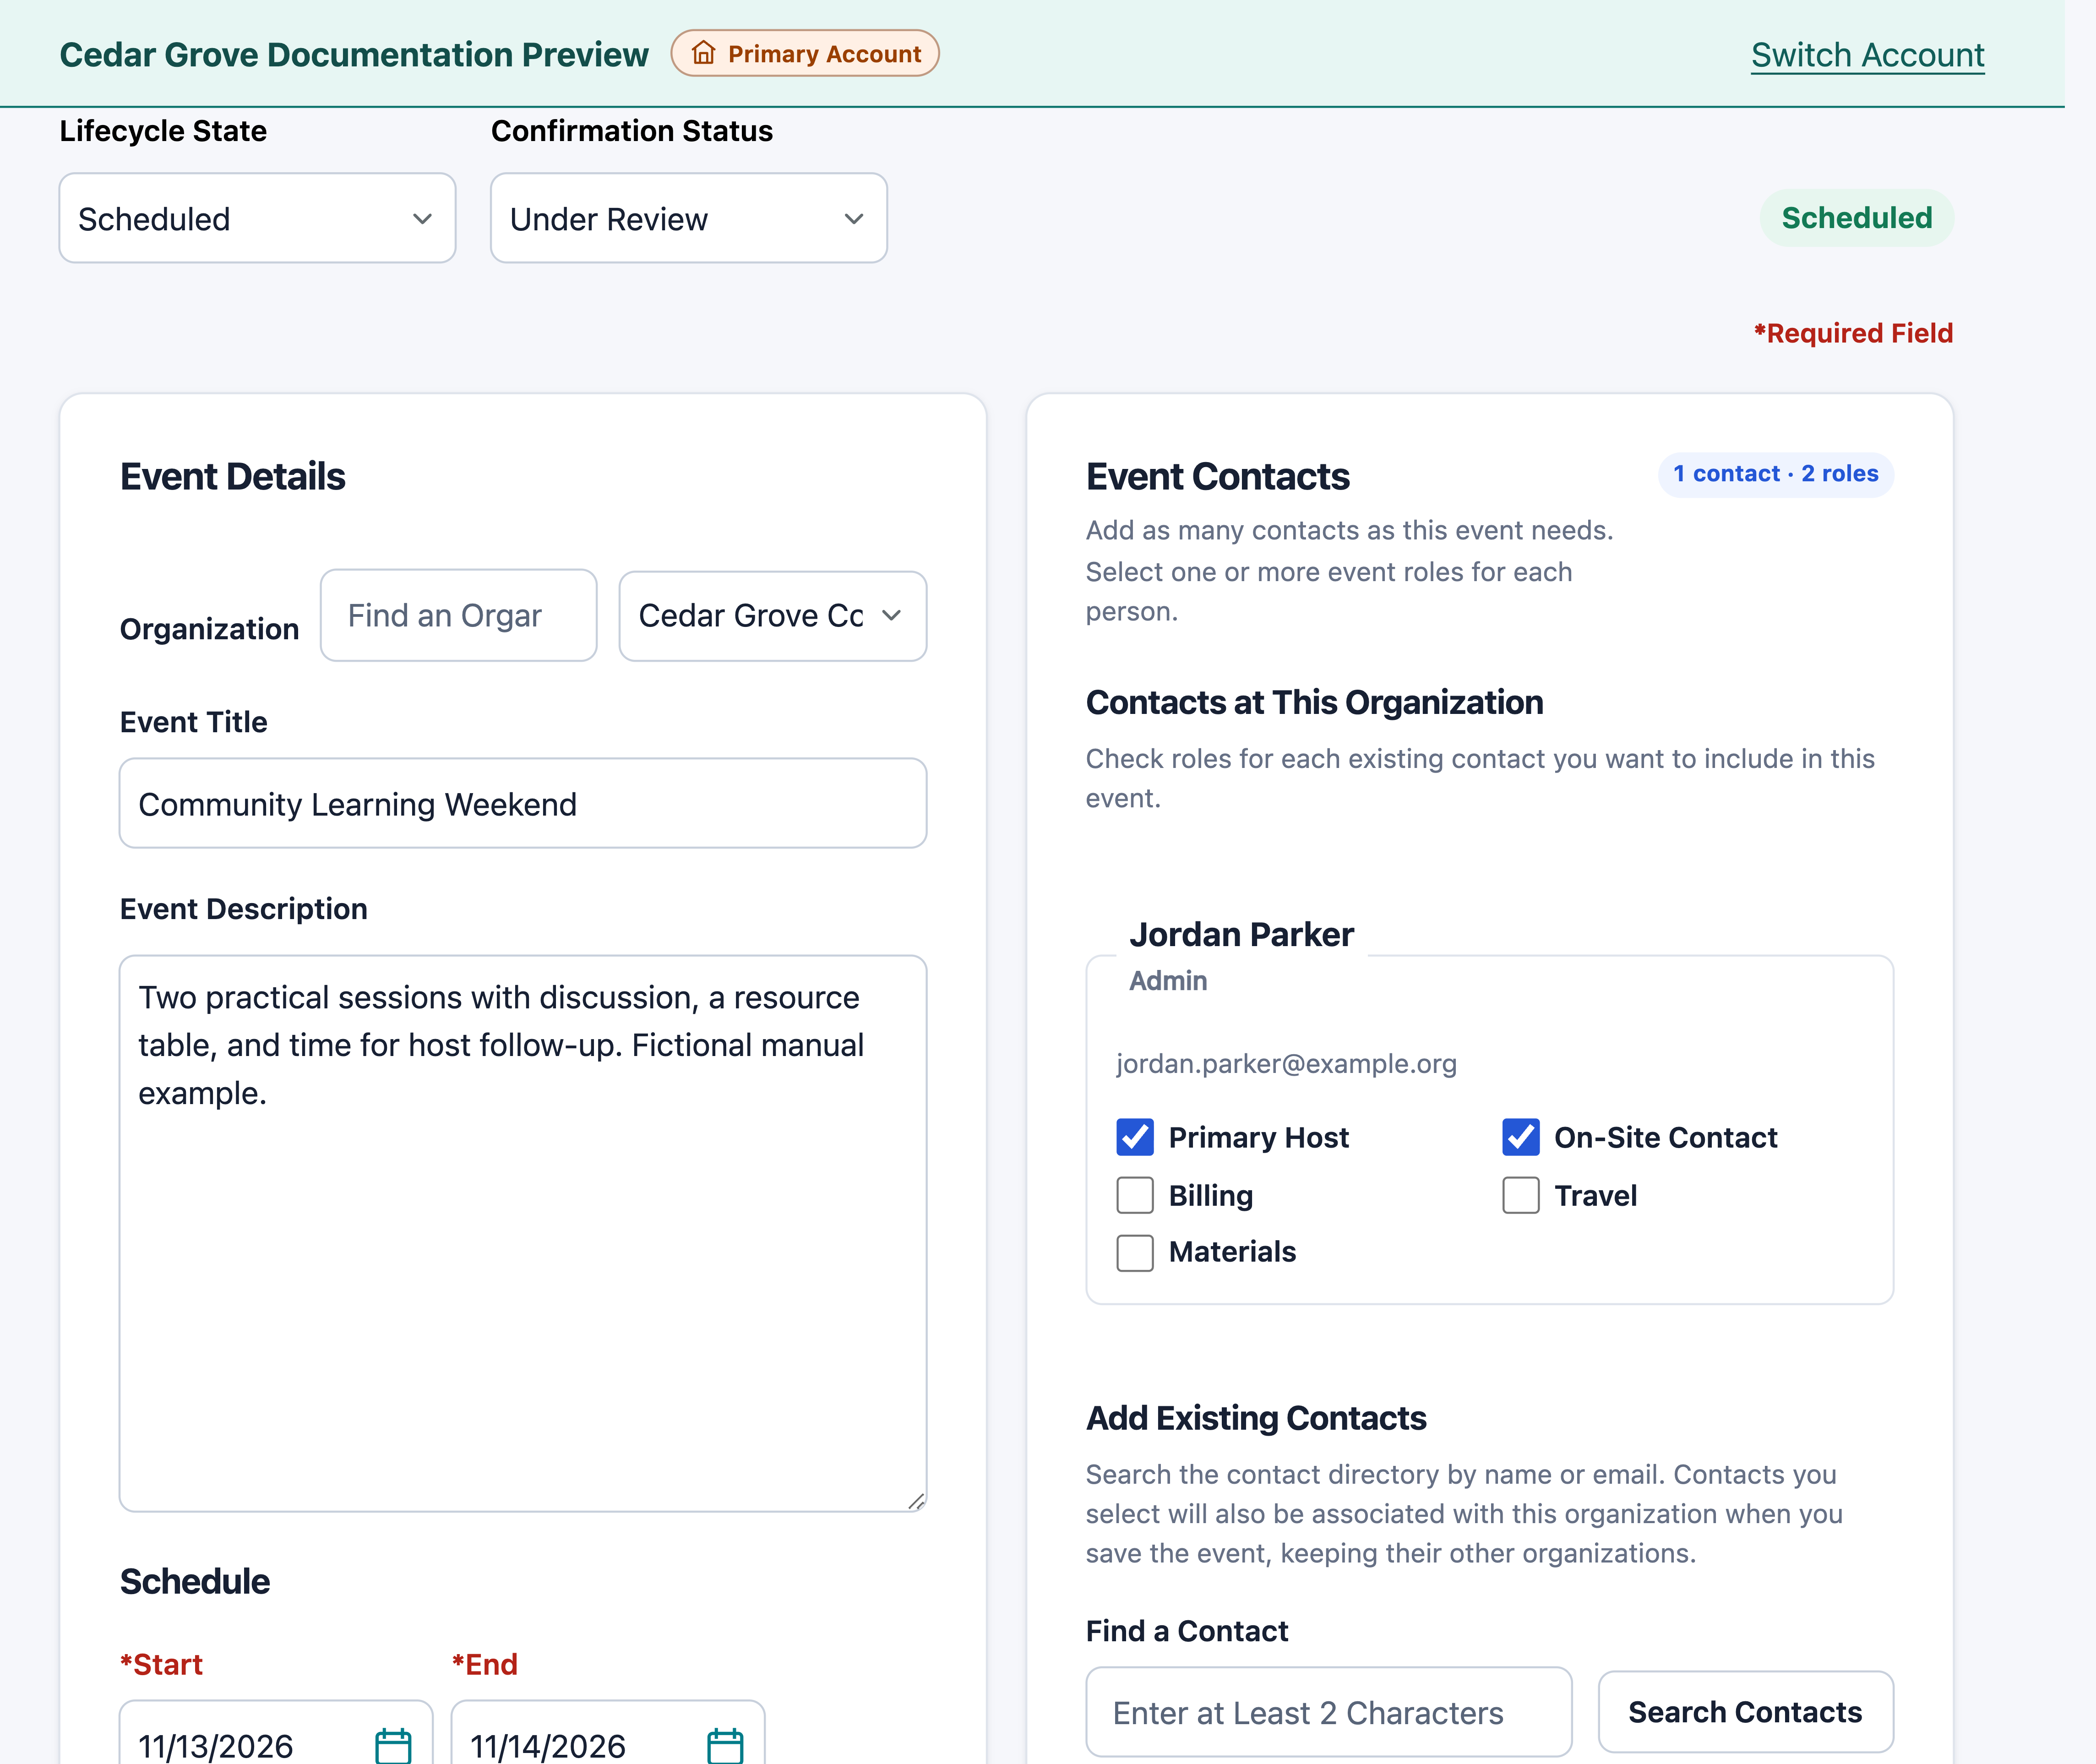 Cedar Grove Documentation Preview
Primary Account
Switch Account
Lifecycle State
Confirmation Status
Scheduled
Under Review
Scheduled
*Required Field
Event Details
Organization
Find an Orgar
Cedar Grove Co
Event Title
Community Learning Weekend
Event Description
Two practical sessions with discussion, a resource
table, and time for host follow-up. Fictional manual
example.
Schedule
*Start
*End
11/13/2026
11/14/2026
Event Contacts
1 contact · 2 roles
Add as many contacts as this event needs.
Select one or more event roles for each
person.
Contacts at This Organization
Check roles for each existing contact you want to include in this
event.
Jordan Parker
Admin
jordan.parker@example.org
Primary Host
On-Site Contact
Billing
Travel
Materials
Add Existing Contacts
Search the contact directory by name or email. Contacts you
select will also be associated with this organization when you
save the event, keeping their other organizations.
Find a Contact
Enter at Least 2 Characters
Search Contacts